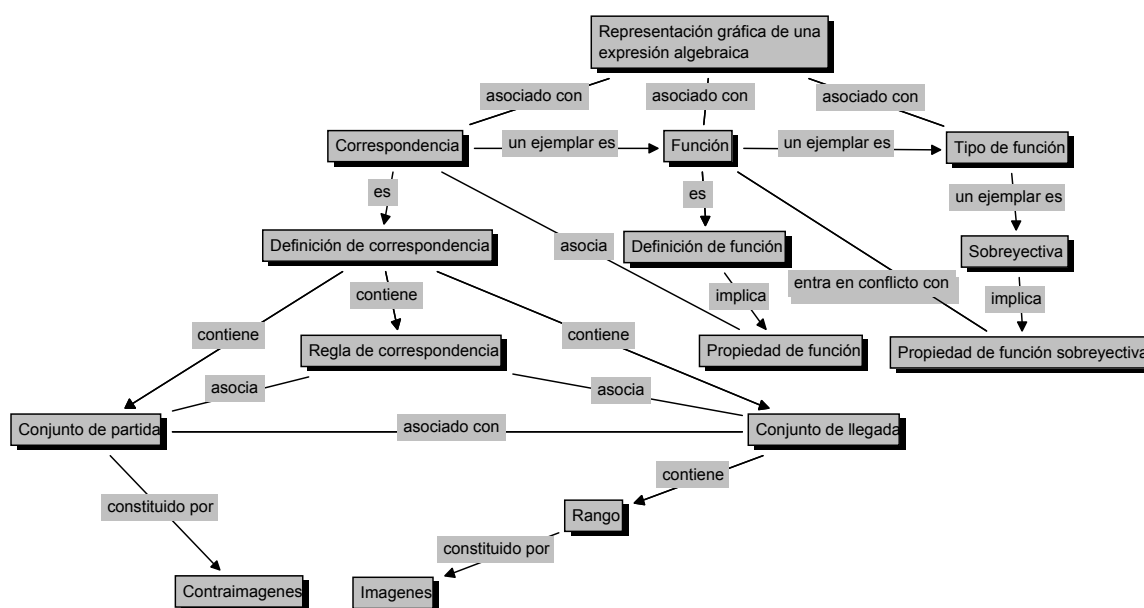 Representación gráfica de una
expresión algebraica
asociado con
asociado con
asociado con
Correspondencia
un ejemplar es
Función
un ejemplar es
Tipo de función
es
es
un ejemplar es
Definición de correspondencia
asocia
Definición de función
Sobreyectiva
contiene
implica
entra en conflicto con
implica
contiene
contiene
Regla de correspondencia
Propiedad de función
Propiedad de función sobreyectiva
asocia
asocia
Conjunto de partida
asociado con
Conjunto de llegada
contiene
constituido por
Rango
constituido por
Contraimagenes
Imagenes